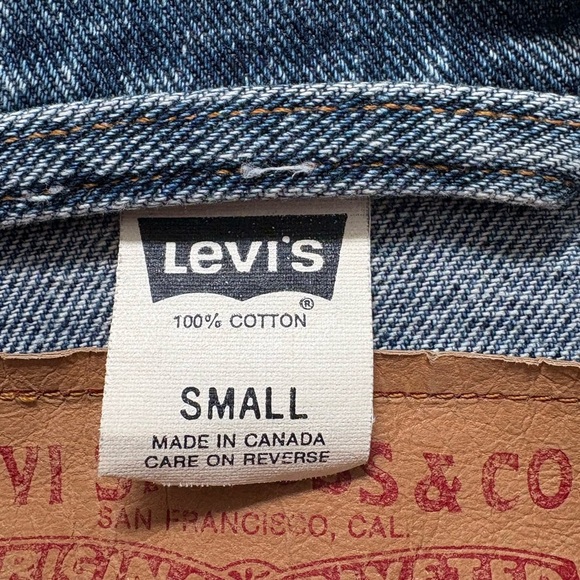 Levi's
®
100% COTTON
SMALL
MADE IN CANADA
CARE ON REVERSE
& CO
SAN FRANCISCO, CAL.